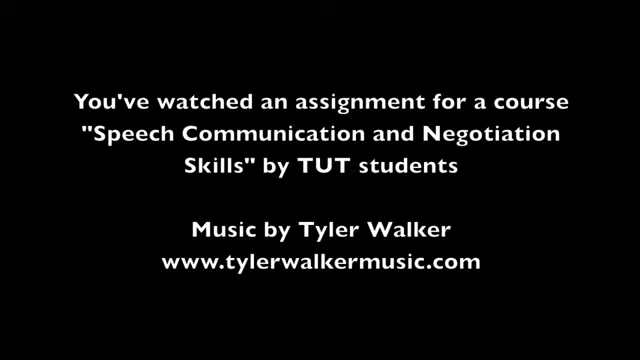 You've watched an assignment for a course
"Speech Communication and Negotiation
Skills" by TUT students
Music by Tyler Walker
www.tylerwalkermusic.com